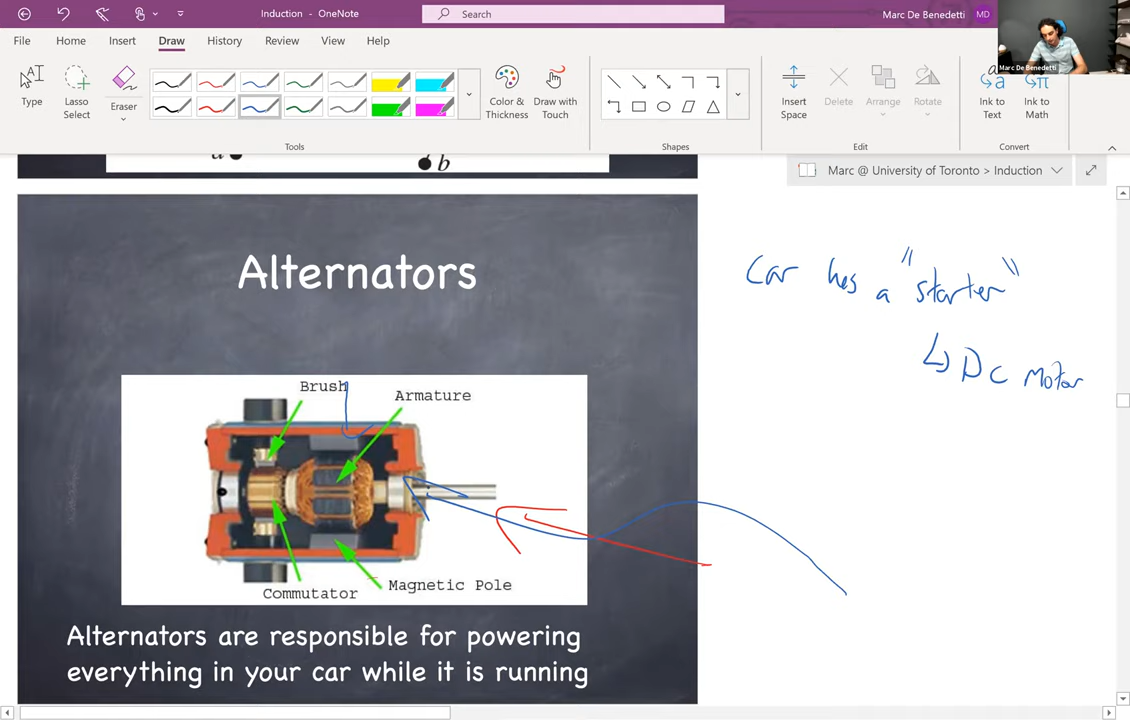 Induction - OneNote
Search
Marc De Benedetti
MD
Marc De Benedetti
File
Home
Insert
Draw
History
Review
View
Help
Type
Lasso Select
Eraser
Color & Thickness
Draw with Touch
Insert Space
Delete
Arrange
Rotate
Ink to Text
Ink to Math
Tools
Shapes
Edit
Convert
b
Marc @ University of Toronto > Induction
Alternators
Car has a "starter"
↳ DC Motor
Brush
Armature
Commutator
Magnetic Pole
Alternators are responsible for powering
everything in your car while it is running